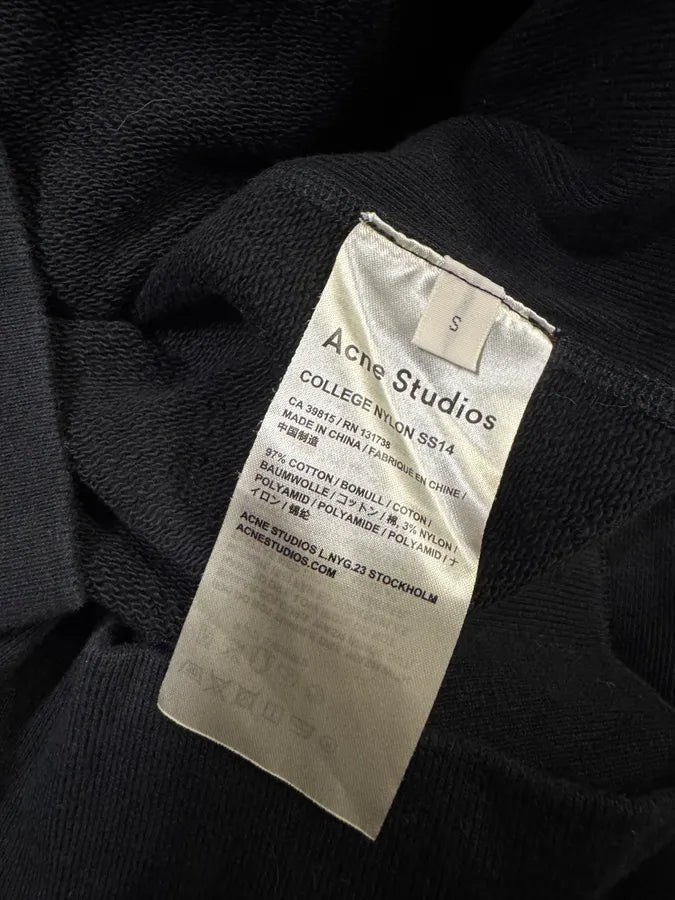 S
Acne Studios
COLLEGE NYLON SS14
CA 39815 / RN 131738
MADE IN CHINA / FABRIQUE EN CHINE /
中国制造
97% COTTON / BOMULL / COTON /
BAUMWOLLE / コットン / 棉, 3% NYLON /
POLYAMID / POLYAMIDE / POLYAMID / ナ
イロン / 锦纶
ACNE STUDIOS L.NYG.23 STOCKHOLM
ACNESTUDIOS.COM